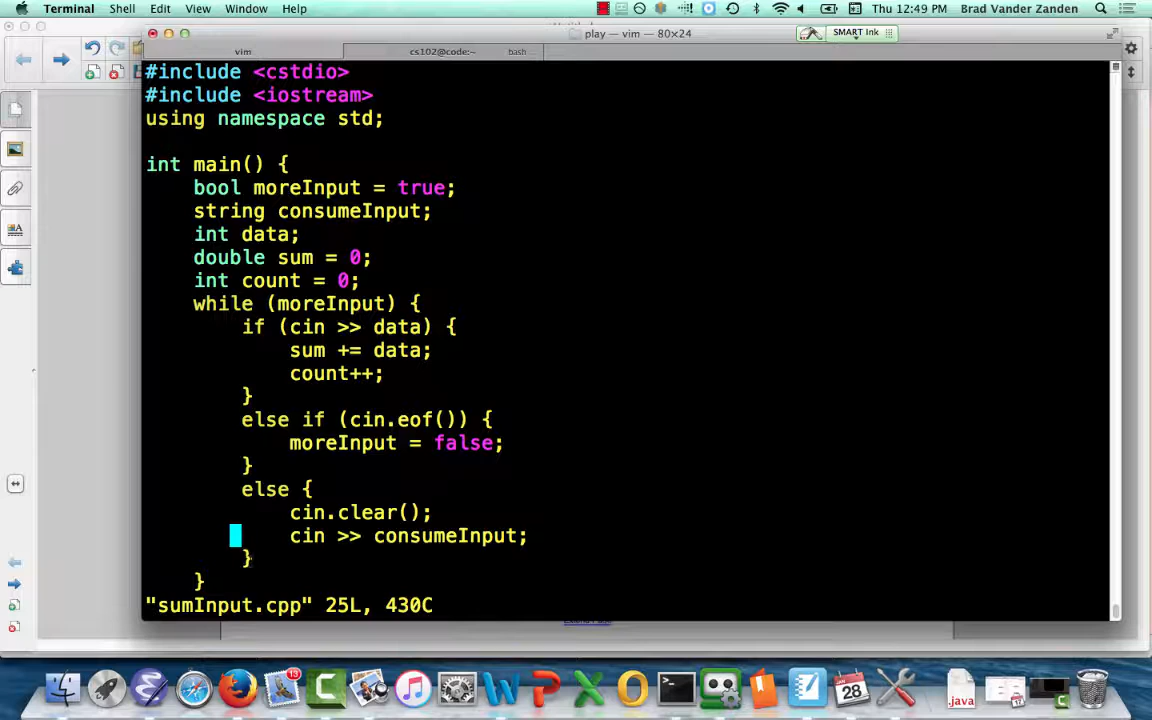 Terminal Shell Edit View Window Help Thu 12:49 PM Brad Vander Zanden
play — vim — 80×24
SMART Ink
vim cs102@code:~ bash
#include <cstdio>
#include <iostream>
using namespace std;
int main() {
bool moreInput = true;
string consumeInput;
int data;
double sum = 0;
int count = 0;
while (moreInput) {
if (cin >> data) {
sum += data;
count++;
}
else if (cin.eof()) {
moreInput = false;
}
else {
cin.clear();
cin >> consumeInput;
}
}
"sumInput.cpp" 25L, 430C
13
28
.java
17